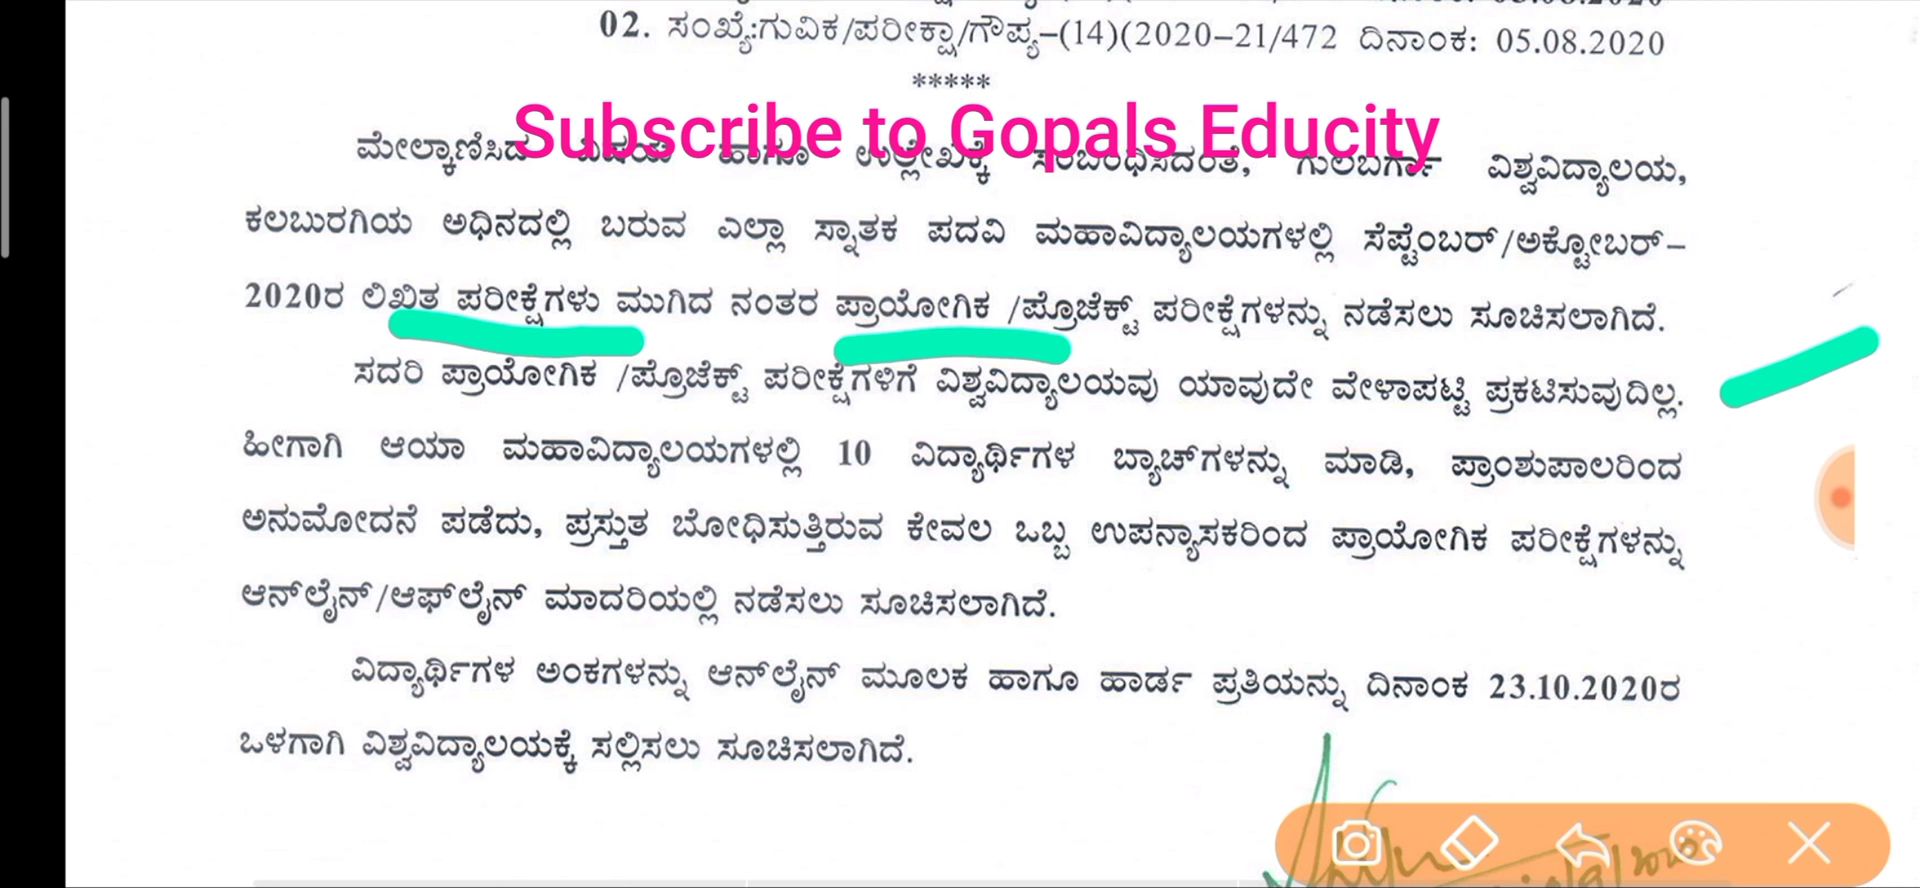 02. ಸಂಖ್ಯೆ:ಗುವಿಕ/ಪರೀಕ್ಷಾ/ಗೌಪ್ಯ-(14)(2020-21/472 ದಿನಾಂಕ: 05.08.2020
*****
Subscribe to Gopals Educity
ಮೇಲ್ಕಾಣಿಸಿದ ವಿಷಯ ಹಾಗೂ ಉಲ್ಲೇಖಕ್ಕೆ ಸಂಬಂಧಿಸಿದಂತೆ, ಗುಲಬರ್ಗಾ ವಿಶ್ವವಿದ್ಯಾಲಯ,
ಕಲಬುರಗಿಯ ಅಧಿನದಲ್ಲಿ ಬರುವ ಎಲ್ಲಾ ಸ್ನಾತಕ ಪದವಿ ಮಹಾವಿದ್ಯಾಲಯಗಳಲ್ಲಿ ಸೆಪ್ಟೆಂಬರ್/ಅಕ್ಟೋಬರ್-
2020ರ ಲಿಖಿತ ಪರೀಕ್ಷೆಗಳು ಮುಗಿದ ನಂತರ ಪ್ರಾಯೋಗಿಕ /ಪ್ರೊಜೆಕ್ಟ್ ಪರೀಕ್ಷೆಗಳನ್ನು ನಡೆಸಲು ಸೂಚಿಸಲಾಗಿದೆ.
ಸದರಿ ಪ್ರಾಯೋಗಿಕ /ಪ್ರೊಜೆಕ್ಟ್ ಪರೀಕ್ಷೆಗಳಿಗೆ ವಿಶ್ವವಿದ್ಯಾಲಯವು ಯಾವುದೇ ವೇಳಾಪಟ್ಟಿ ಪ್ರಕಟಿಸುವುದಿಲ್ಲ.
ಹೀಗಾಗಿ ಆಯಾ ಮಹಾವಿದ್ಯಾಲಯಗಳಲ್ಲಿ 10 ವಿದ್ಯಾರ್ಥಿಗಳ ಬ್ಯಾಚ್‌ಗಳನ್ನು ಮಾಡಿ, ಪ್ರಾಂಶುಪಾಲರಿಂದ
ಅನುಮೋದನೆ ಪಡೆದು, ಪ್ರಸ್ತುತ ಬೋಧಿಸುತ್ತಿರುವ ಕೇವಲ ಒಬ್ಬ ಉಪನ್ಯಾಸಕರಿಂದ ಪ್ರಾಯೋಗಿಕ ಪರೀಕ್ಷೆಗಳನ್ನು
ಆನ್‌ಲೈನ್/ಆಫ್‌ಲೈನ್ ಮಾದರಿಯಲ್ಲಿ ನಡೆಸಲು ಸೂಚಿಸಲಾಗಿದೆ.
ವಿದ್ಯಾರ್ಥಿಗಳ ಅಂಕಗಳನ್ನು ಆನ್‌ಲೈನ್ ಮೂಲಕ ಹಾಗೂ ಹಾರ್ಡ ಪ್ರತಿಯನ್ನು ದಿನಾಂಕ 23.10.2020ರ
ಒಳಗಾಗಿ ವಿಶ್ವವಿದ್ಯಾಲಯಕ್ಕೆ ಸಲ್ಲಿಸಲು ಸೂಚಿಸಲಾಗಿದೆ.